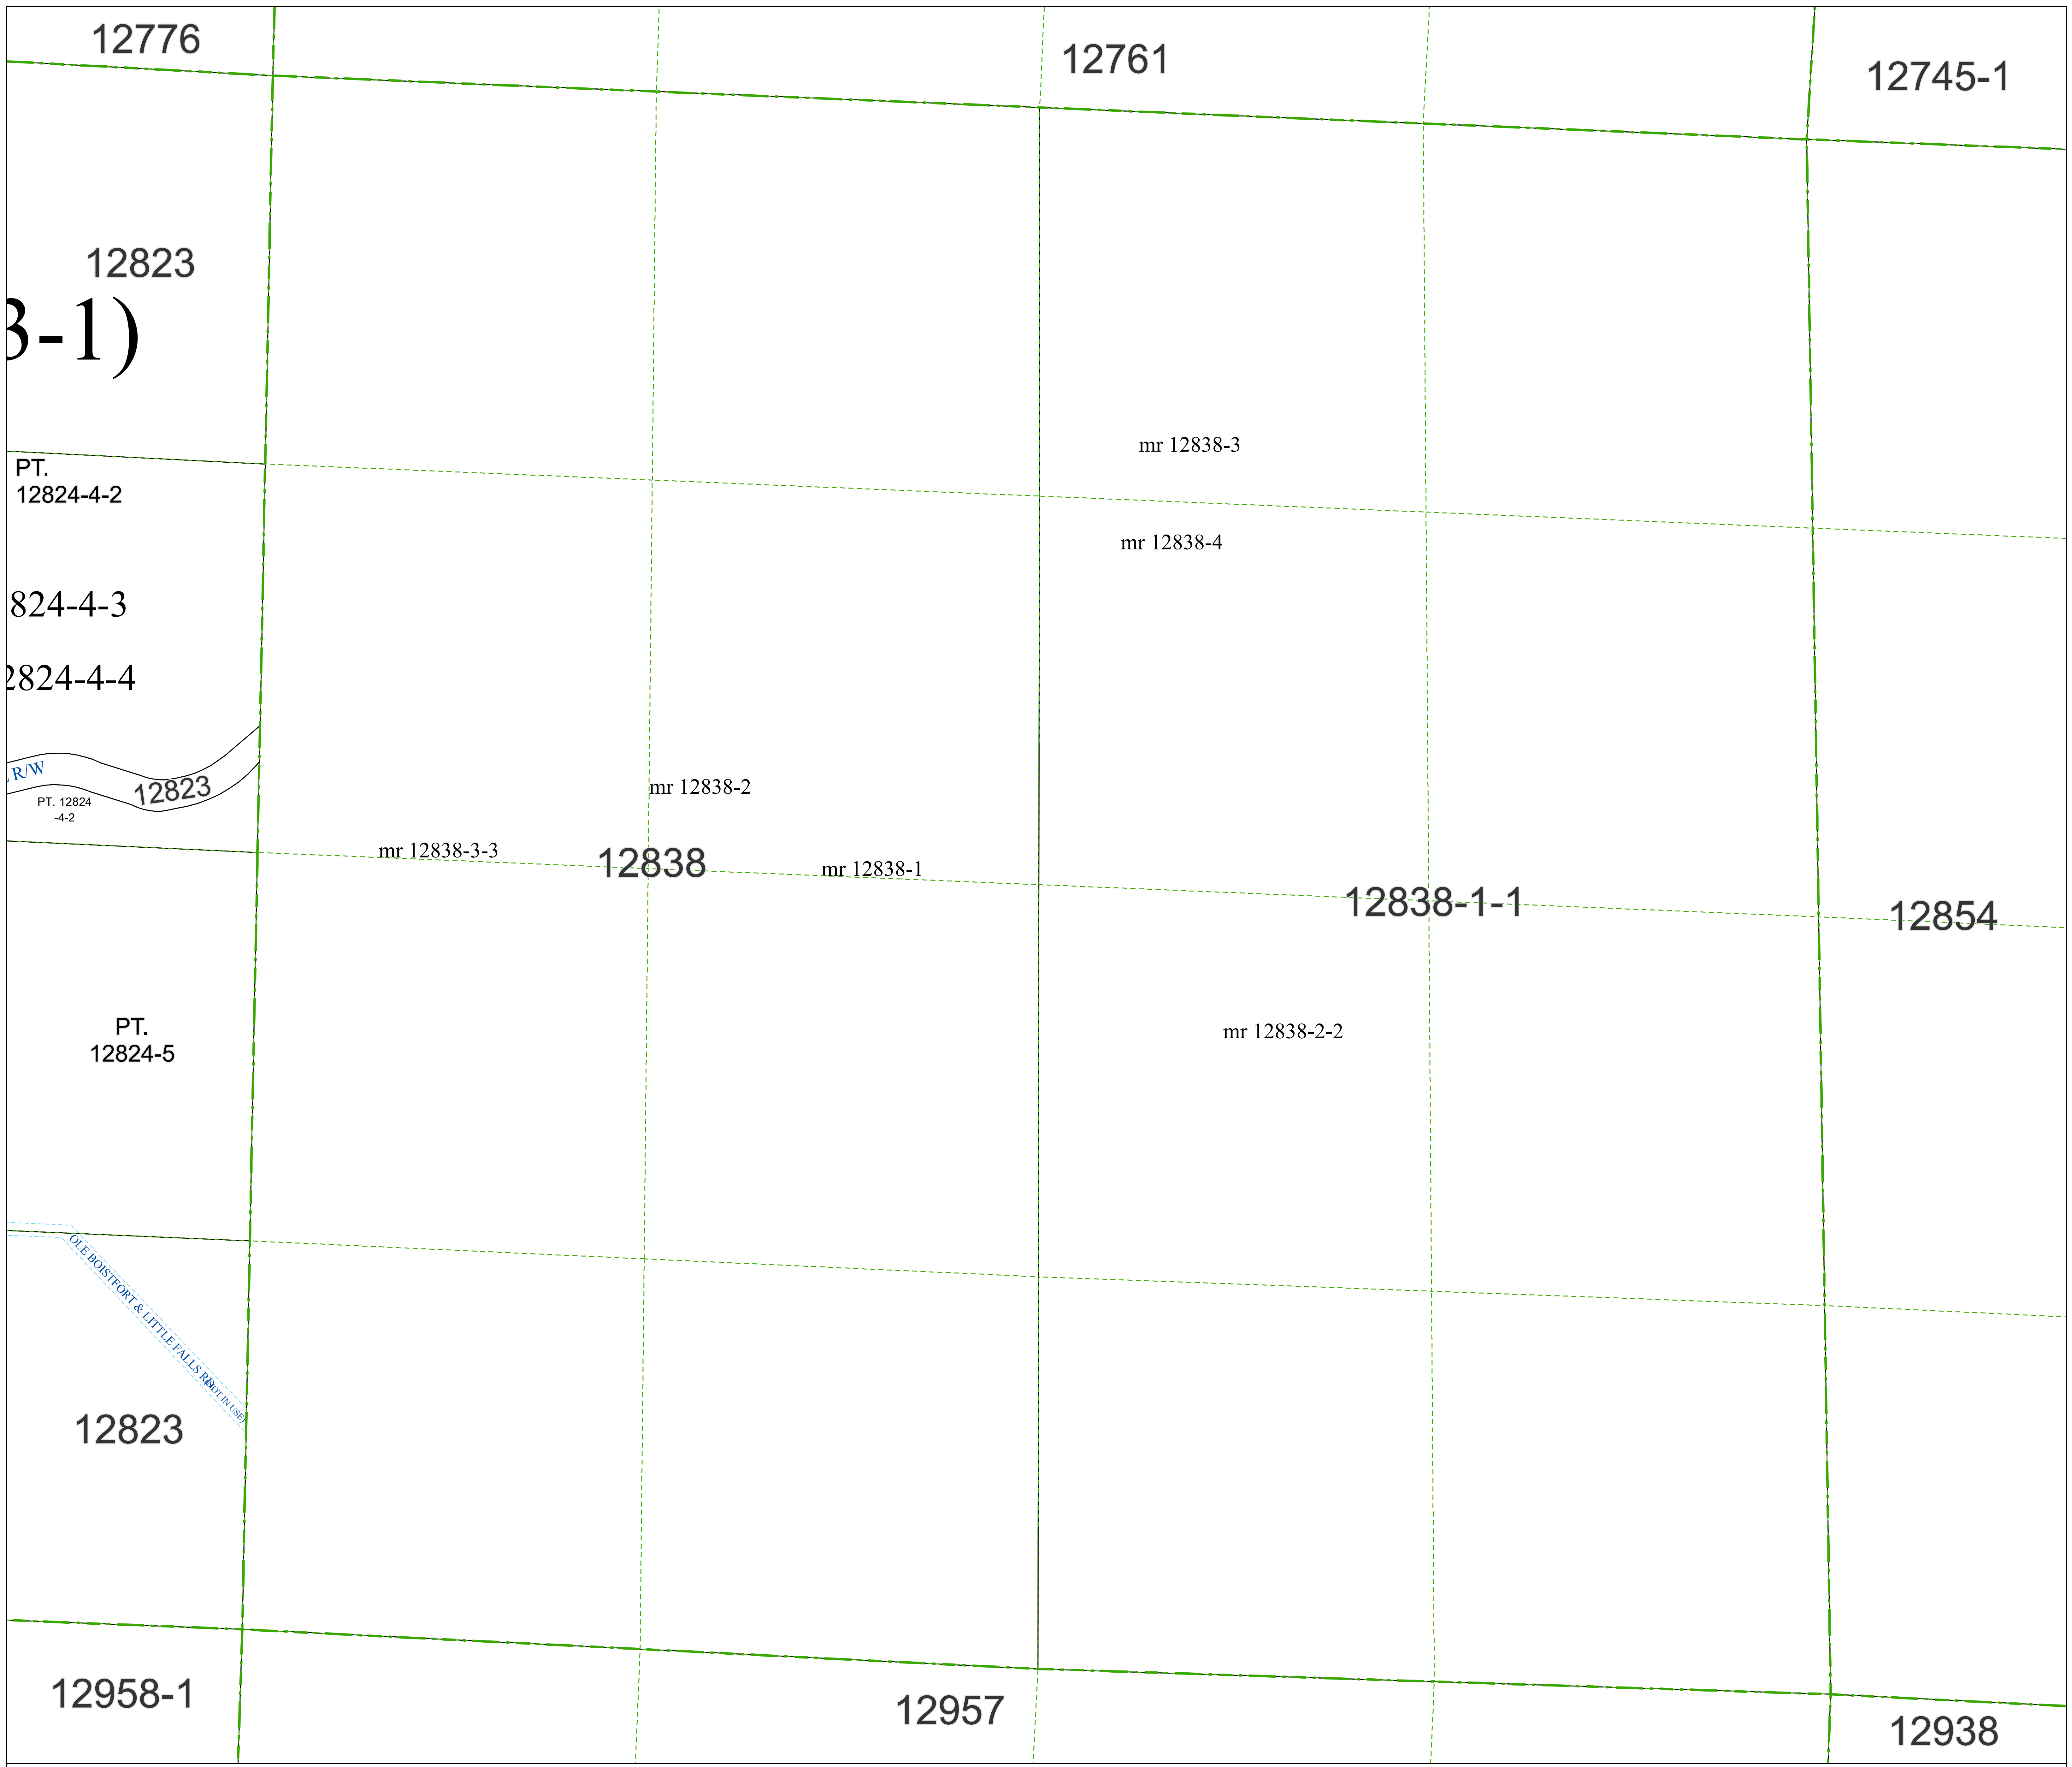 12776
12761
12745-1
12823
3-1)
mr 12838-3
PT.
12824-4-2
mr 12838-4
824-4-3
2824-4-4
R/W
12823
PT. 12824
-4-2
mr 12838-2
mr 12838-3-3
12838
mr 12838-1
12838-1-1
12854
PT.
12824-5
mr 12838-2-2
OLE BOISTFORT & LITTLE FALLS RD
(NOT IN USE)
12823
12958-1
12957
12938